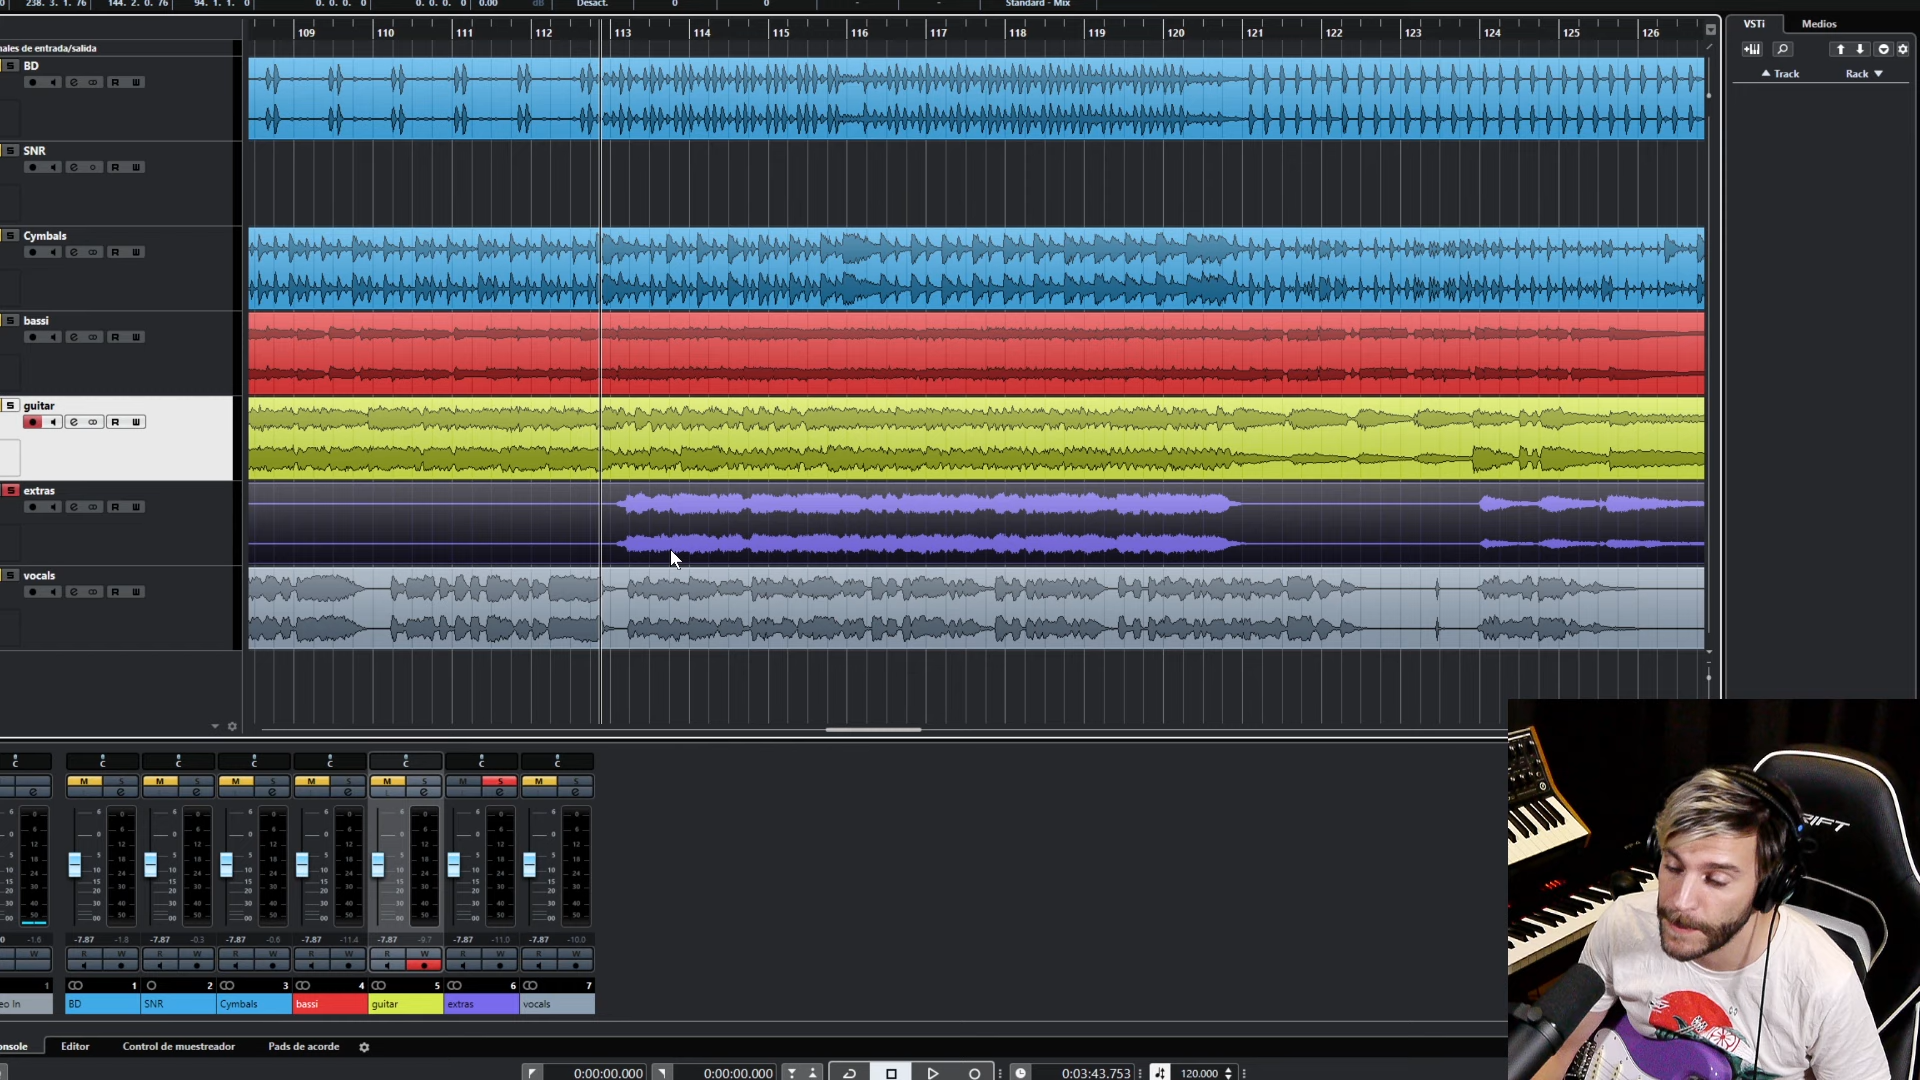 238. 3. 1. 76 144. 2. 0. 76 94. 1. 1. 0 0. 0. 0. 0 0. 0. 0. 0 0.00 dB Desact. 0 0 - - Standard - Mix
109 110 111 112 113 114 115 116 117 118 119 120 121 122 123 124 125 126
VSTi Medios
Track Rack
nales de entrada/salida
S BD
R W
S SNR
R W
S Cymbals
R W
S bassi
R W
S guitar
R W
S extras
R W
S vocals
R W
C C C C C C C C
M S M S M S M S M S M S M S
-1.6 -7.87 -1.8 -7.87 -0.3 -7.87 -0.6 -7.87 -11.4 -7.87 -9.7 -7.87 -11.0 -7.87 -10.0
W R W R W R W R W R W R W R W
1 1 2 3 4 5 6 7
eo In BD SNR Cymbals bassi guitar extras vocals
onsole Editor Control de muestreador Pads de acorde
0:00:00.000 0:00:00.000 0:03:43.753 120.000
RIFT